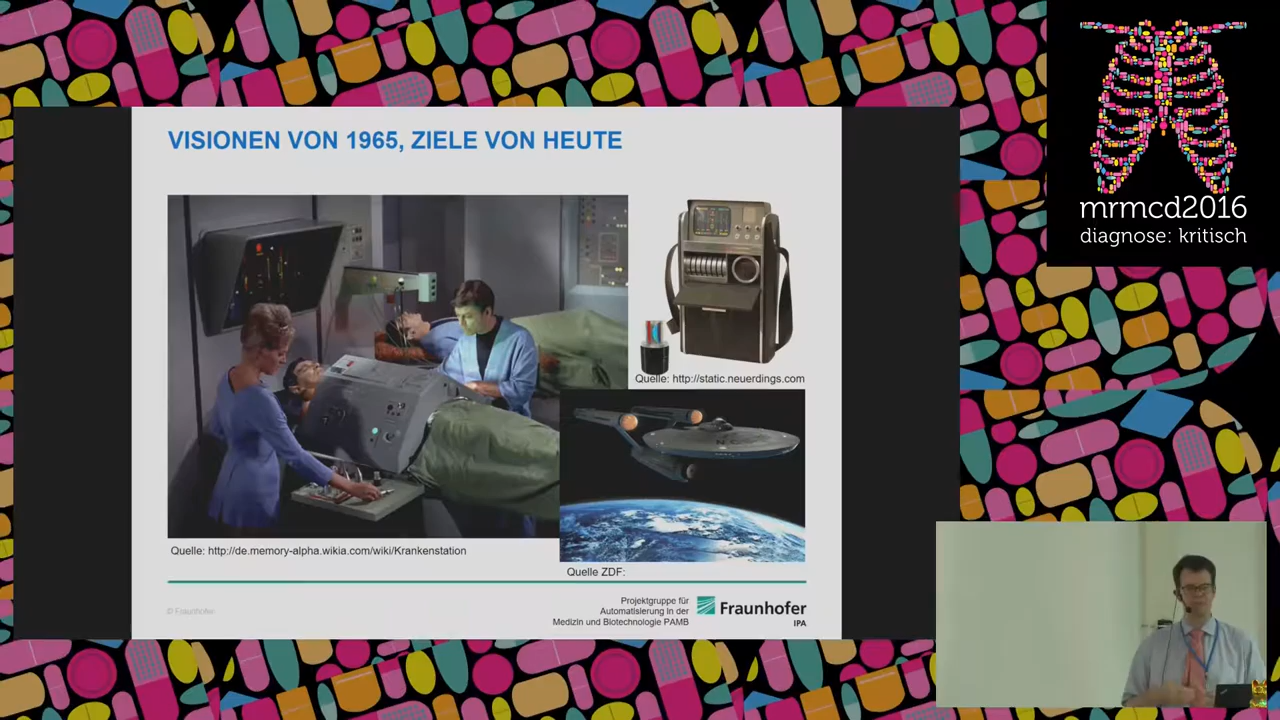 VISIONEN VON 1965, ZIELE VON HEUTE
Quelle: http://static.neuerdings.com
Quelle: http://de.memory-alpha.wikia.com/wiki/Krankenstation
Quelle ZDF:
© Fraunhofer
Projektgruppe für
Automatisierung in der
Medizin und Biotechnologie PAMB
Fraunhofer
IPA
mrmcd2016
diagnose: kritisch